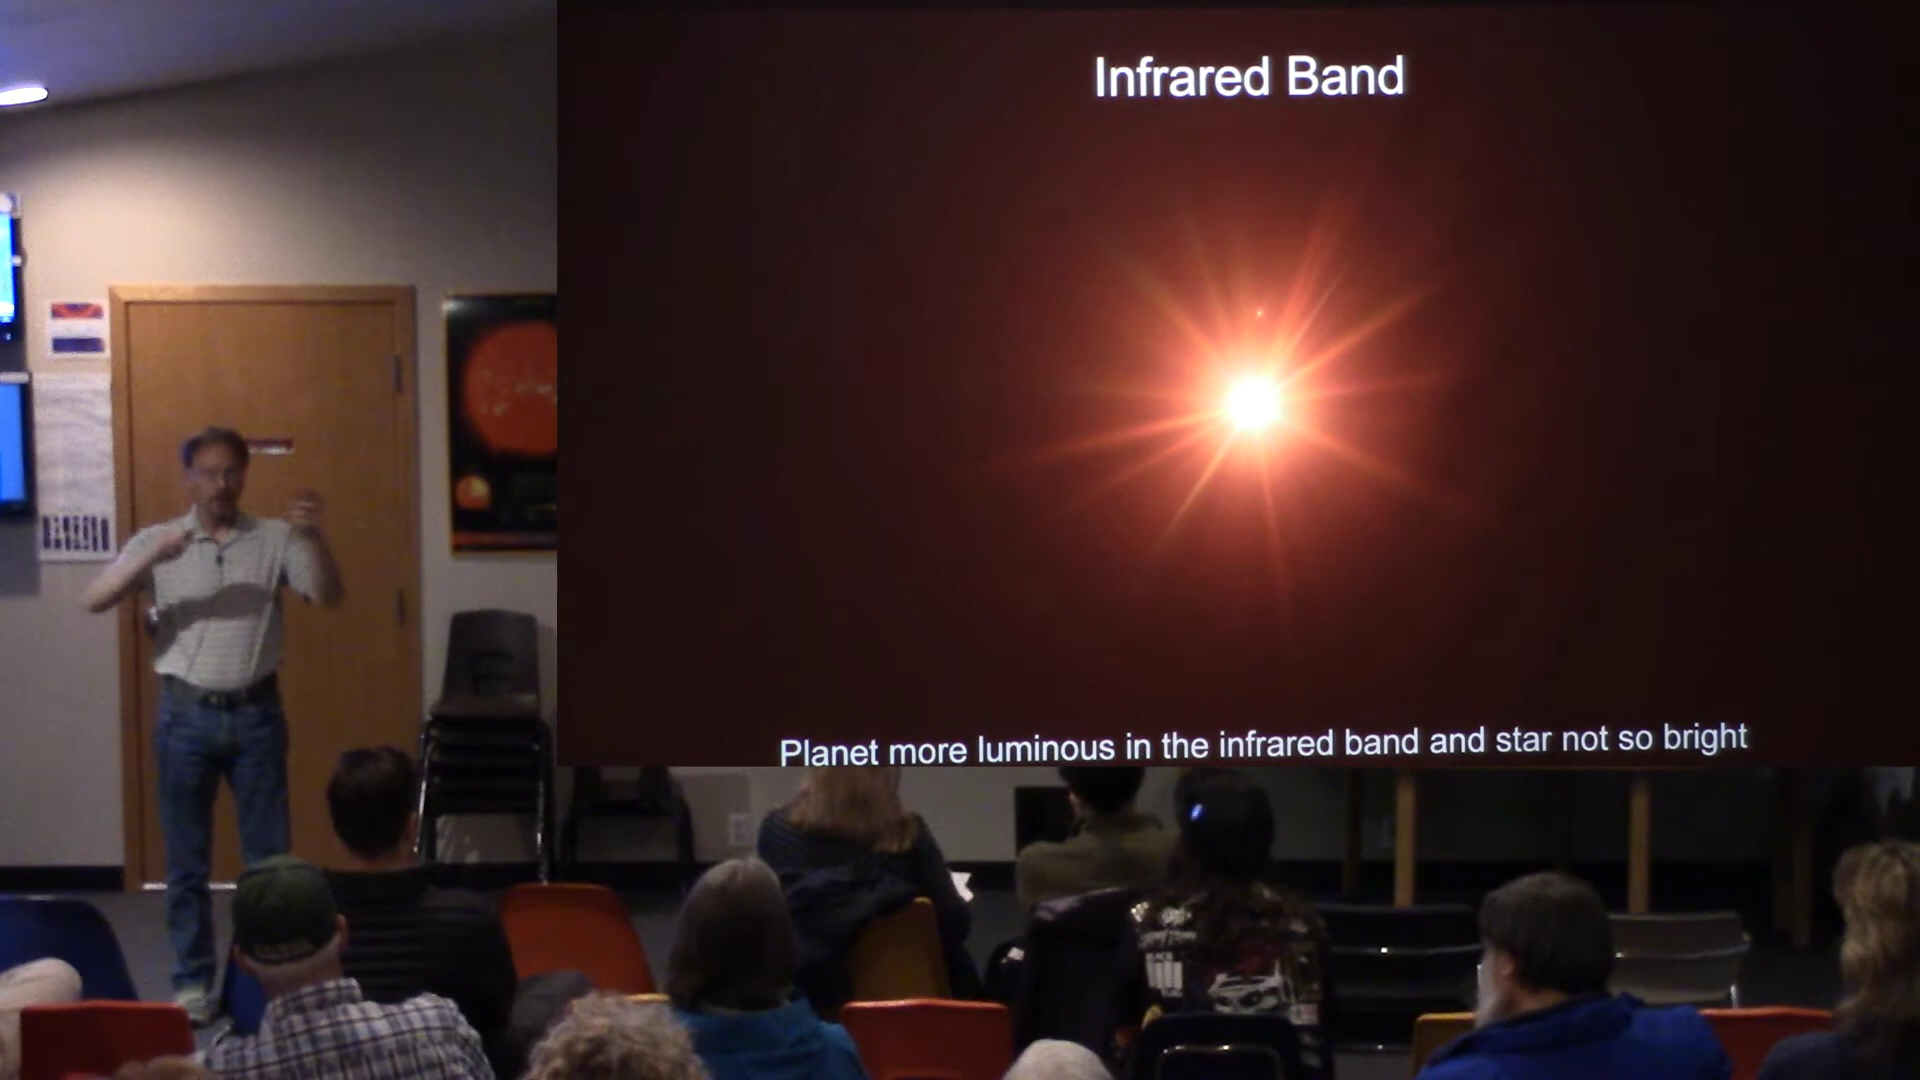 Infrared Band
Planet more luminous in the infrared band and star not so bright